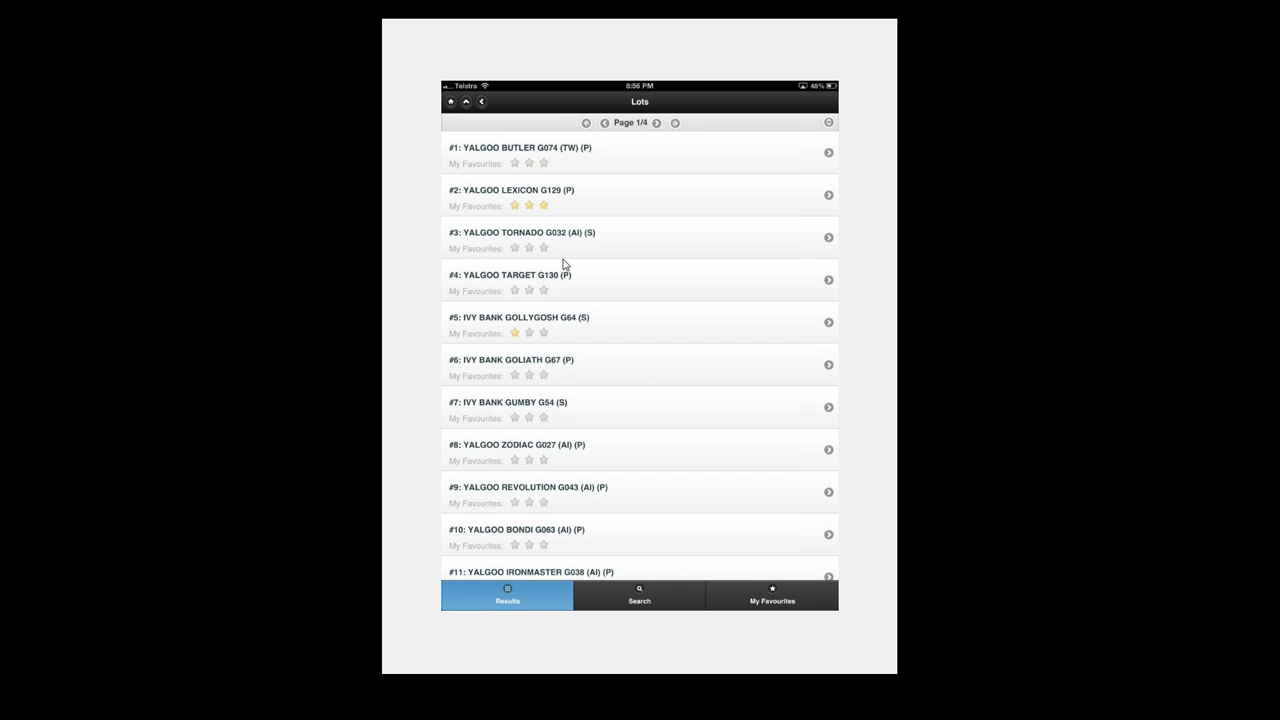 Telstra 8:56 PM 48%
Lots
Page 1/4
#1: YALGOO BUTLER G074 (TW) (P)
My Favourites:
#2: YALGOO LEXICON G129 (P)
My Favourites:
#3: YALGOO TORNADO G032 (AI) (S)
My Favourites:
#4: YALGOO TARGET G130 (P)
My Favourites:
#5: IVY BANK GOLLYGOSH G64 (S)
My Favourites:
#6: IVY BANK GOLIATH G67 (P)
My Favourites:
#7: IVY BANK GUMBY G54 (S)
My Favourites:
#8: YALGOO ZODIAC G027 (AI) (P)
My Favourites:
#9: YALGOO REVOLUTION G043 (AI) (P)
My Favourites:
#10: YALGOO BONDI G063 (AI) (P)
My Favourites:
#11: YALGOO IRONMASTER G038 (AI) (P)
Results Search My Favourites